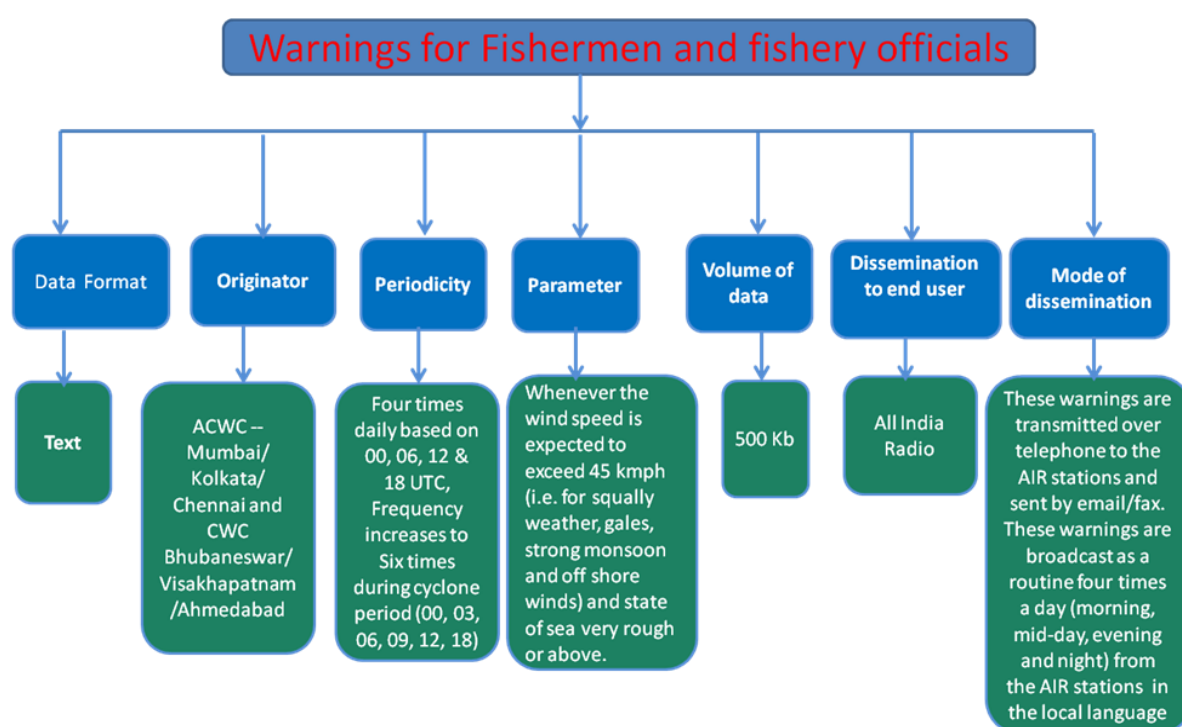 Warnings for Fishermen and fishery officials
Data Format
Originator
Periodicity
Parameter
Volume of
data
Dissemination
to end user
Mode of
dissemination
Text
ACWC --
Mumbai/
Kolkata/
Chennai and
CWC
Bhubaneswar/
Visakhapatnam
/Ahmedabad
Four times
daily based on
00, 06, 12 &
18 UTC,
Frequency
increases to
Six times
during cyclone
period (00, 03,
06, 09, 12, 18)
Whenever the
wind speed is
expected to
exceed 45 kmph
(i.e. for squally
weather, gales,
strong monsoon
and off shore
winds) and state
of sea very rough
or above.
500 Kb
All India
Radio
These warnings are
transmitted over
telephone to the
AIR stations and
sent by email/fax.
These warnings are
broadcast as a
routine four times
a day (morning,
mid-day, evening
and night) from
the AIR stations in
the local language